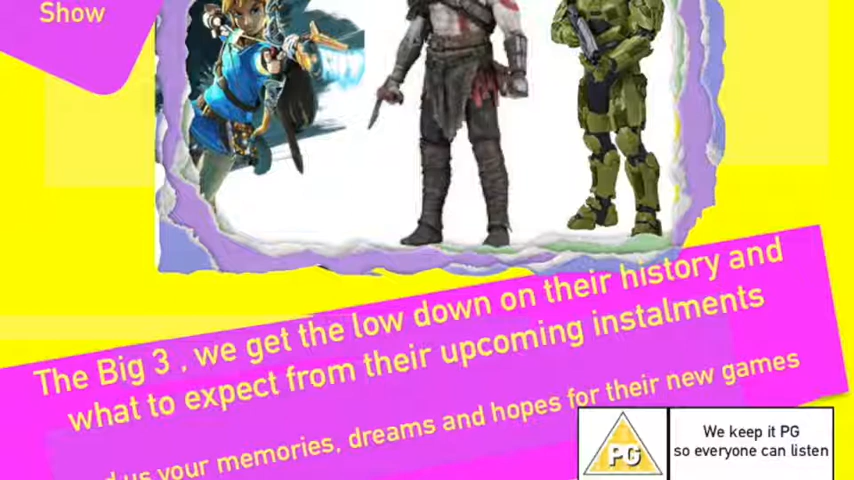 Show
The Big 3 , we get the low down on their history and
what to expect from their upcoming instalments
us your memories, dreams and hopes for their new games
PG
We keep it PG
so everyone can listen